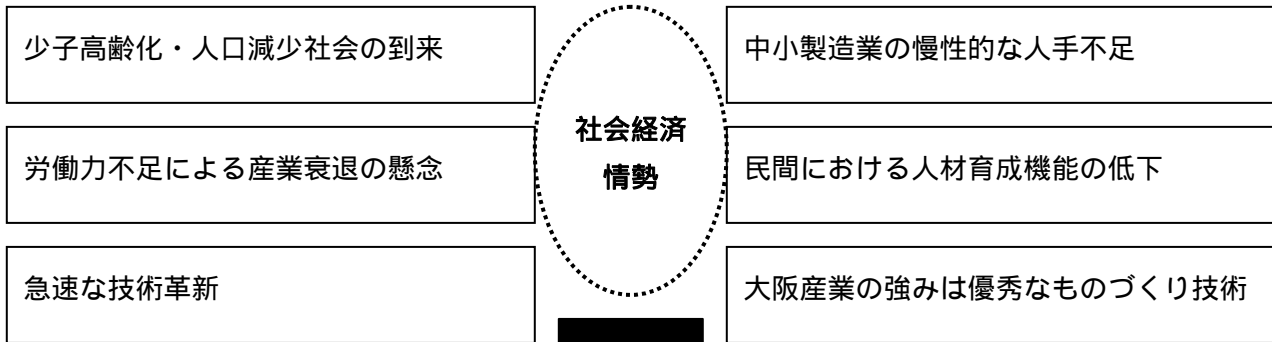 少子高齢化・人口減少社会の到来
中小製造業の慢性的な人手不足
社会経済
情勢
労働力不足による産業衰退の懸念
民間における人材育成機能の低下
急速な技術革新
大阪産業の強みは優秀なものづくり技術